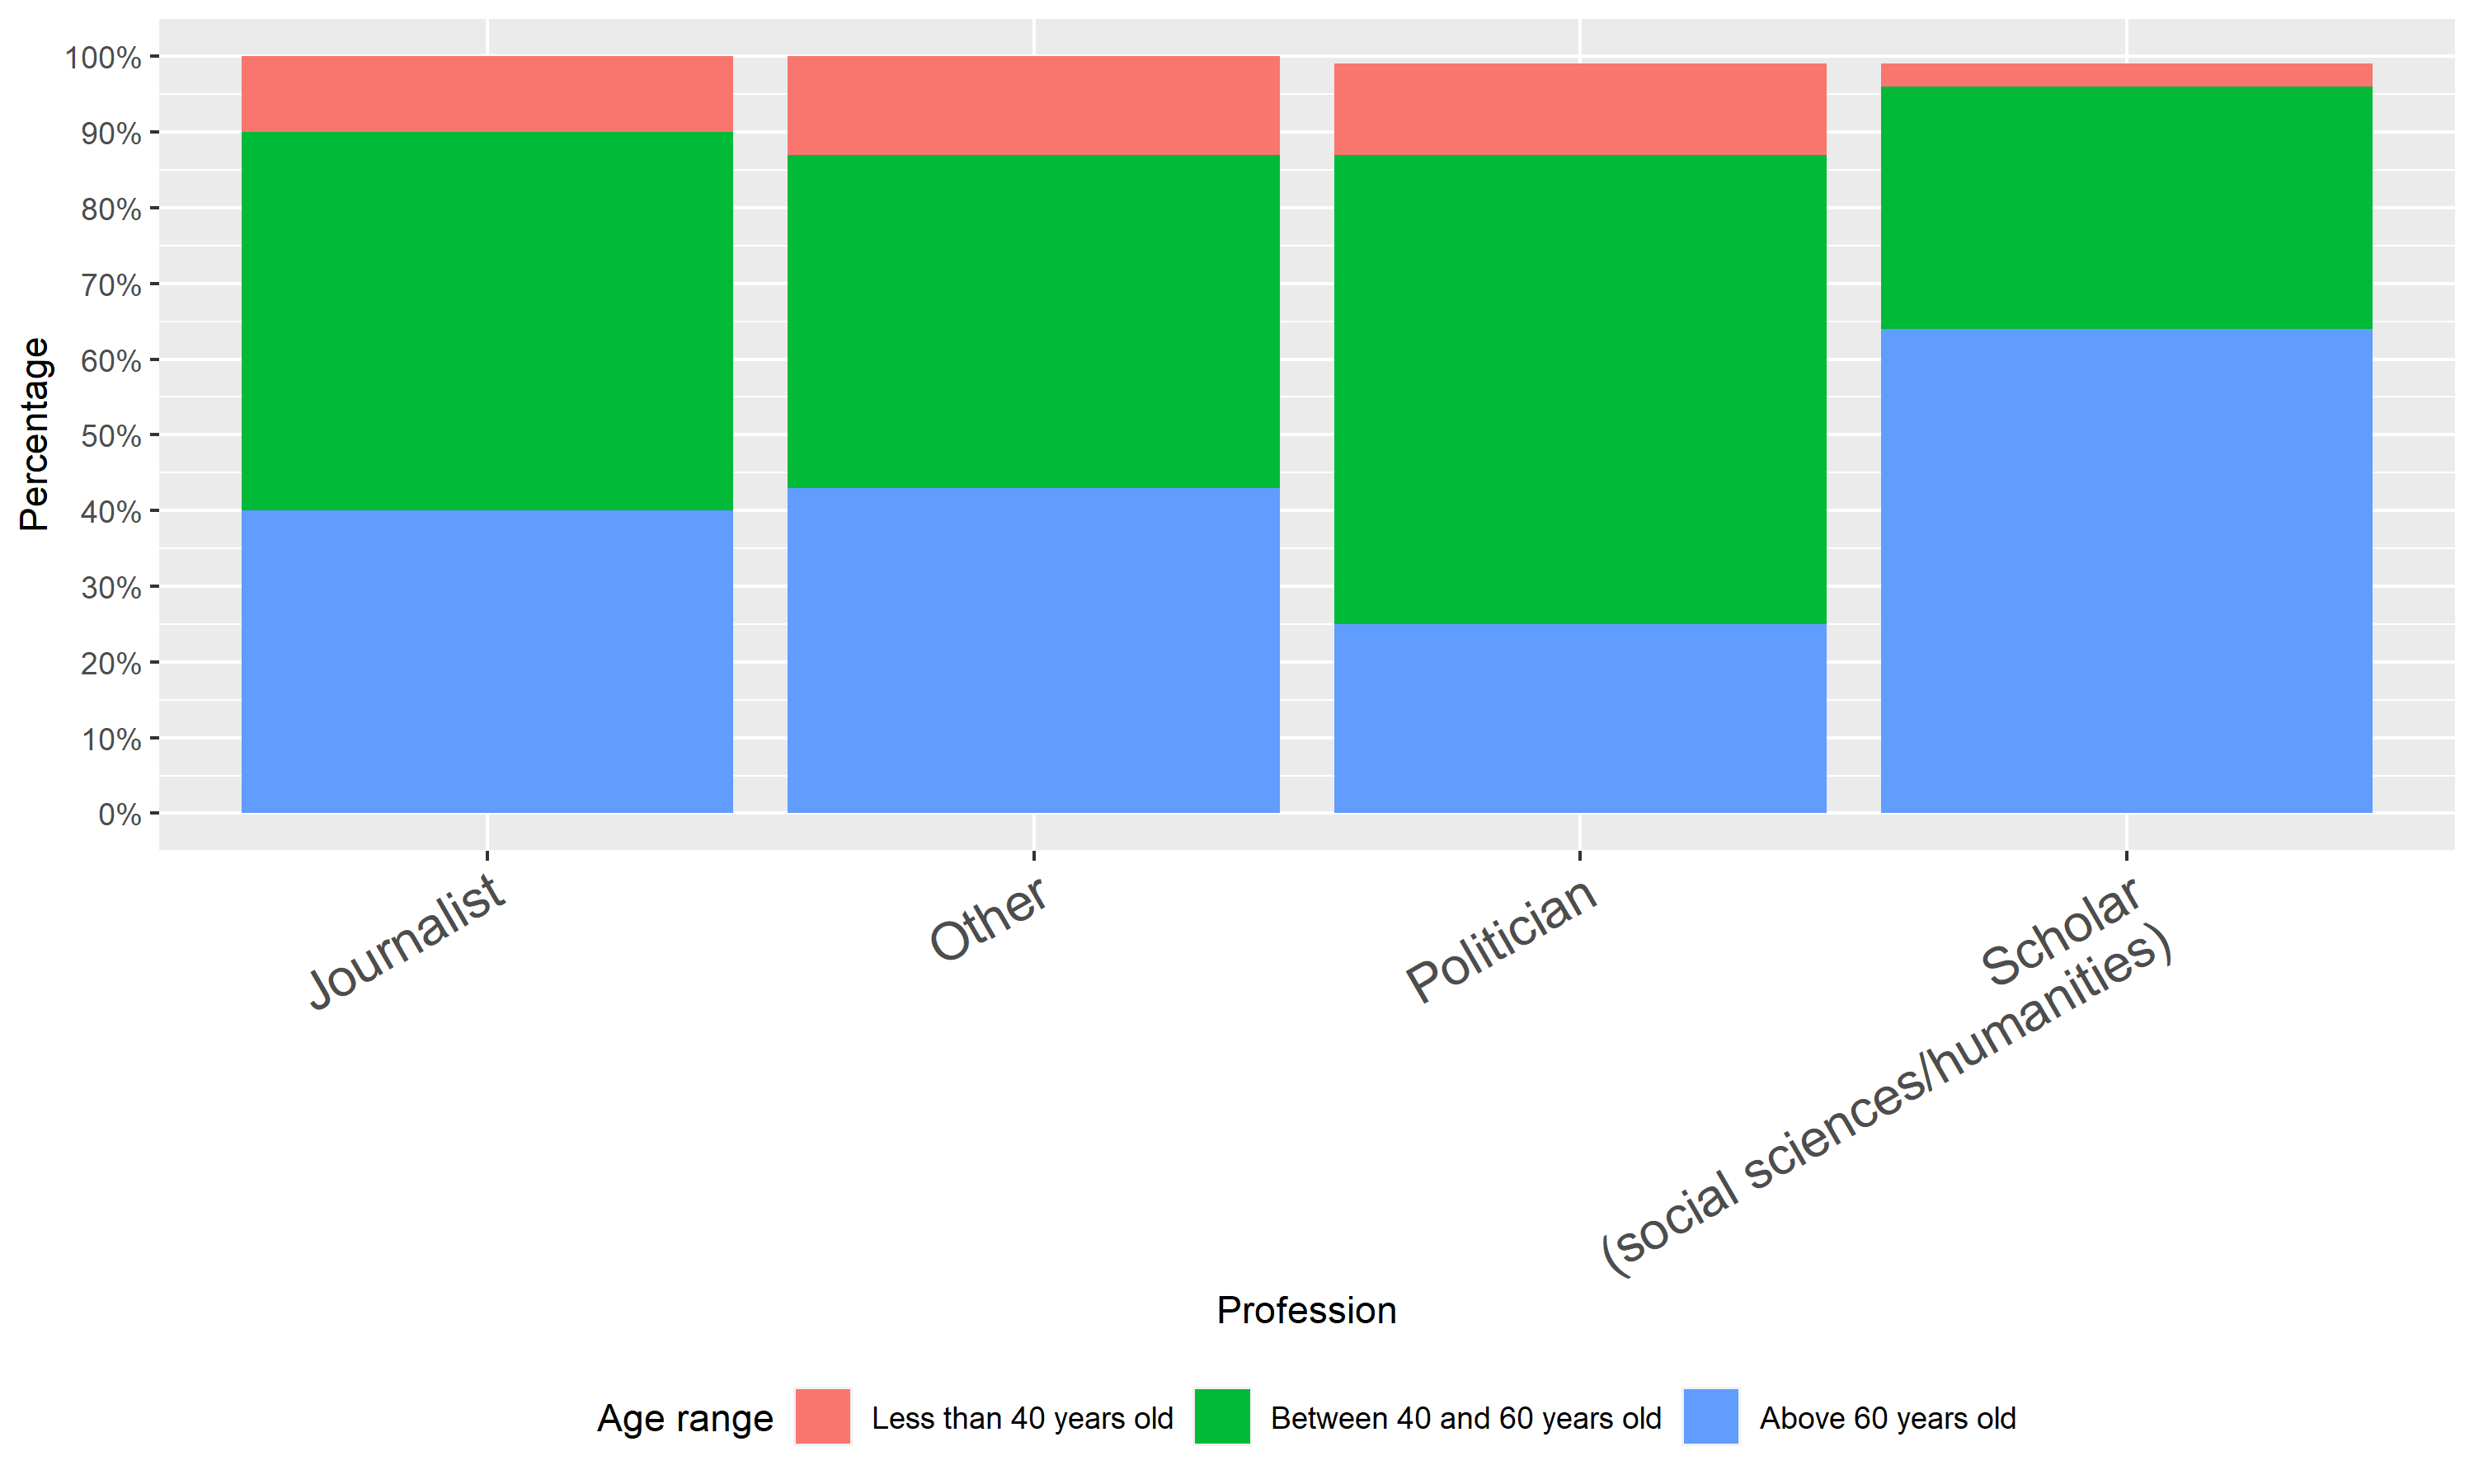 Percentage
100%
90%
80%
70%
60%
50%
40%
30%
20%
10%
0%
Journalist
Other
Politician
Scholar
(social sciences/humanities)
Profession
Age range
Less than 40 years old
Between 40 and 60 years old
Above 60 years old